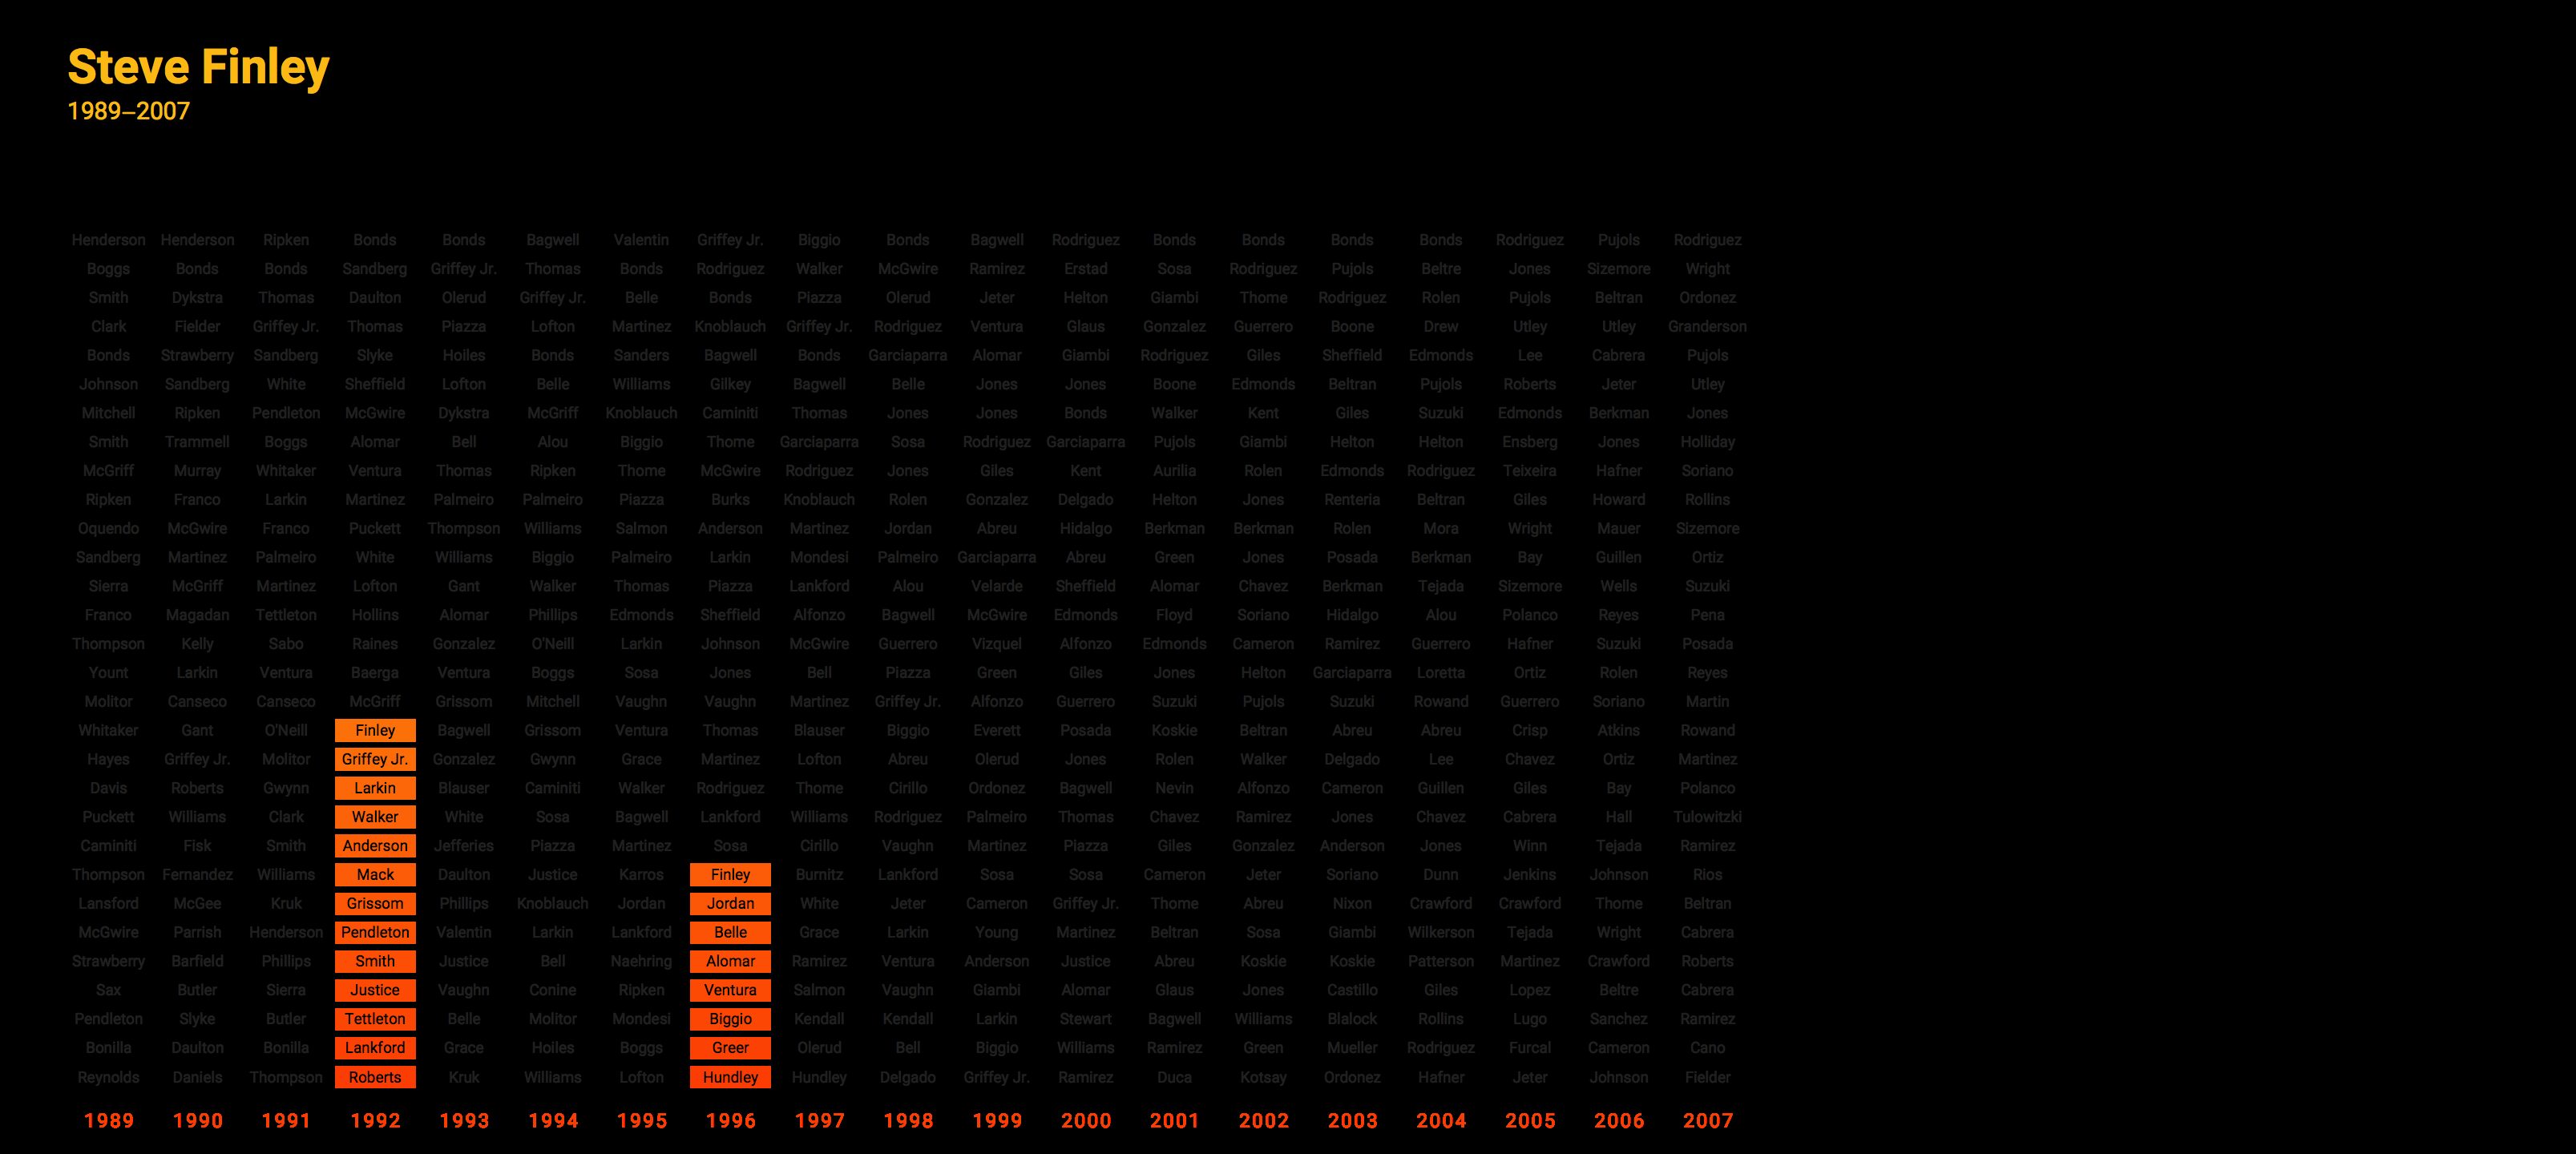 Steve Finley
1989–2007
Henderson Henderson Ripken Bonds Bonds Bagwell Valentin Griffey Jr. Biggio Bonds Bagwell Rodriguez Bonds Bonds Bonds Bonds Rodriguez Pujols Rodriguez
Boggs Bonds Bonds Sandberg Griffey Jr. Thomas Bonds Rodriguez Walker McGwire Ramirez Erstad Sosa Rodriguez Pujols Beltre Jones Sizemore Wright
Smith Dykstra Thomas Daulton Olerud Griffey Jr. Belle Bonds Piazza Olerud Jeter Helton Giambi Thome Rodriguez Rolen Pujols Beltran Ordonez
Clark Fielder Griffey Jr. Thomas Piazza Lofton Martinez Knoblauch Griffey Jr. Rodriguez Ventura Glaus Gonzalez Guerrero Boone Drew Utley Utley Granderson
Bonds Strawberry Sandberg Slyke Hoiles Bonds Sanders Bagwell Bonds Garciaparra Alomar Giambi Rodriguez Giles Sheffield Edmonds Lee Cabrera Pujols
Johnson Sandberg White Sheffield Lofton Belle Williams Gilkey Bagwell Belle Jones Jones Boone Edmonds Beltran Pujols Roberts Jeter Utley
Mitchell Ripken Pendleton McGwire Dykstra McGriff Knoblauch Caminiti Thomas Jones Jones Bonds Walker Kent Giles Suzuki Edmonds Berkman Jones
Smith Trammell Boggs Alomar Bell Alou Biggio Thome Garciaparra Sosa Rodriguez Garciaparra Pujols Giambi Helton Helton Ensberg Jones Holliday
McGriff Murray Whitaker Ventura Thomas Ripken Thome McGwire Rodriguez Jones Giles Kent Aurilia Rolen Edmonds Rodriguez Teixeira Hafner Soriano
Ripken Franco Larkin Martinez Palmeiro Palmeiro Piazza Burks Knoblauch Rolen Gonzalez Delgado Helton Jones Renteria Beltran Giles Howard Rollins
Oquendo McGwire Franco Puckett Thompson Williams Salmon Anderson Martinez Jordan Abreu Hidalgo Berkman Berkman Rolen Mora Wright Mauer Sizemore
Sandberg Martinez Palmeiro White Williams Biggio Palmeiro Larkin Mondesi Palmeiro Garciaparra Abreu Green Jones Posada Berkman Bay Guillen Ortiz
Sierra McGriff Martinez Lofton Gant Walker Thomas Piazza Lankford Alou Velarde Sheffield Alomar Chavez Berkman Tejada Sizemore Wells Suzuki
Franco Magadan Tettleton Hollins Alomar Phillips Edmonds Sheffield Alfonzo Bagwell McGwire Edmonds Floyd Soriano Hidalgo Alou Polanco Reyes Pena
Thompson Kelly Sabo Raines Gonzalez O'Neill Larkin Johnson McGwire Guerrero Vizquel Alfonzo Edmonds Cameron Ramirez Guerrero Hafner Suzuki Posada
Yount Larkin Ventura Baerga Ventura Boggs Sosa Jones Bell Piazza Green Giles Jones Helton Garciaparra Loretta Ortiz Rolen Reyes
Molitor Canseco Canseco McGriff Grissom Mitchell Vaughn Vaughn Martinez Griffey Jr. Alfonzo Guerrero Suzuki Pujols Suzuki Rowand Guerrero Soriano Martin
Whitaker Gant O'Neill Finley Bagwell Grissom Ventura Thomas Blauser Biggio Everett Posada Koskie Beltran Abreu Abreu Crisp Atkins Rowand
Hayes Griffey Jr. Molitor Griffey Jr. Gonzalez Gwynn Grace Martinez Lofton Abreu Olerud Jones Rolen Walker Delgado Lee Chavez Ortiz Martinez
Davis Roberts Gwynn Larkin Blauser Caminiti Walker Rodriguez Thome Cirillo Ordonez Bagwell Nevin Alfonzo Cameron Guillen Giles Bay Polanco
Puckett Williams Clark Walker White Sosa Bagwell Lankford Williams Rodriguez Palmeiro Thomas Chavez Ramirez Jones Chavez Cabrera Hall Tulowitzki
Caminiti Fisk Smith Anderson Jefferies Piazza Martinez Sosa Cirillo Vaughn Martinez Piazza Giles Gonzalez Anderson Jones Winn Tejada Ramirez
Thompson Fernandez Williams Mack Daulton Justice Karros Finley Burnitz Lankford Sosa Sosa Cameron Jeter Soriano Dunn Jenkins Johnson Rios
Lansford McGee Kruk Grissom Phillips Knoblauch Jordan Jordan White Jeter Cameron Griffey Jr. Thome Abreu Nixon Crawford Crawford Thome Beltran
McGwire Parrish Henderson Pendleton Valentin Larkin Lankford Belle Grace Larkin Young Martinez Beltran Sosa Giambi Wilkerson Tejada Wright Cabrera
Strawberry Barfield Phillips Smith Justice Bell Naehring Alomar Ramirez Ventura Anderson Justice Abreu Koskie Koskie Patterson Martinez Crawford Roberts
Sax Butler Sierra Justice Vaughn Conine Ripken Ventura Salmon Vaughn Giambi Alomar Glaus Jones Castillo Giles Lopez Beltre Cabrera
Pendleton Slyke Butler Tettleton Belle Molitor Mondesi Biggio Kendall Kendall Larkin Stewart Bagwell Williams Blalock Rollins Lugo Sanchez Ramirez
Bonilla Daulton Bonilla Lankford Grace Hoiles Boggs Greer Olerud Bell Biggio Williams Ramirez Green Mueller Rodriguez Furcal Cameron Cano
Reynolds Daniels Thompson Roberts Kruk Williams Lofton Hundley Hundley Delgado Griffey Jr. Ramirez Duca Kotsay Ordonez Hafner Jeter Johnson Fielder
1989 1990 1991 1992 1993 1994 1995 1996 1997 1998 1999 2000 2001 2002 2003 2004 2005 2006 2007